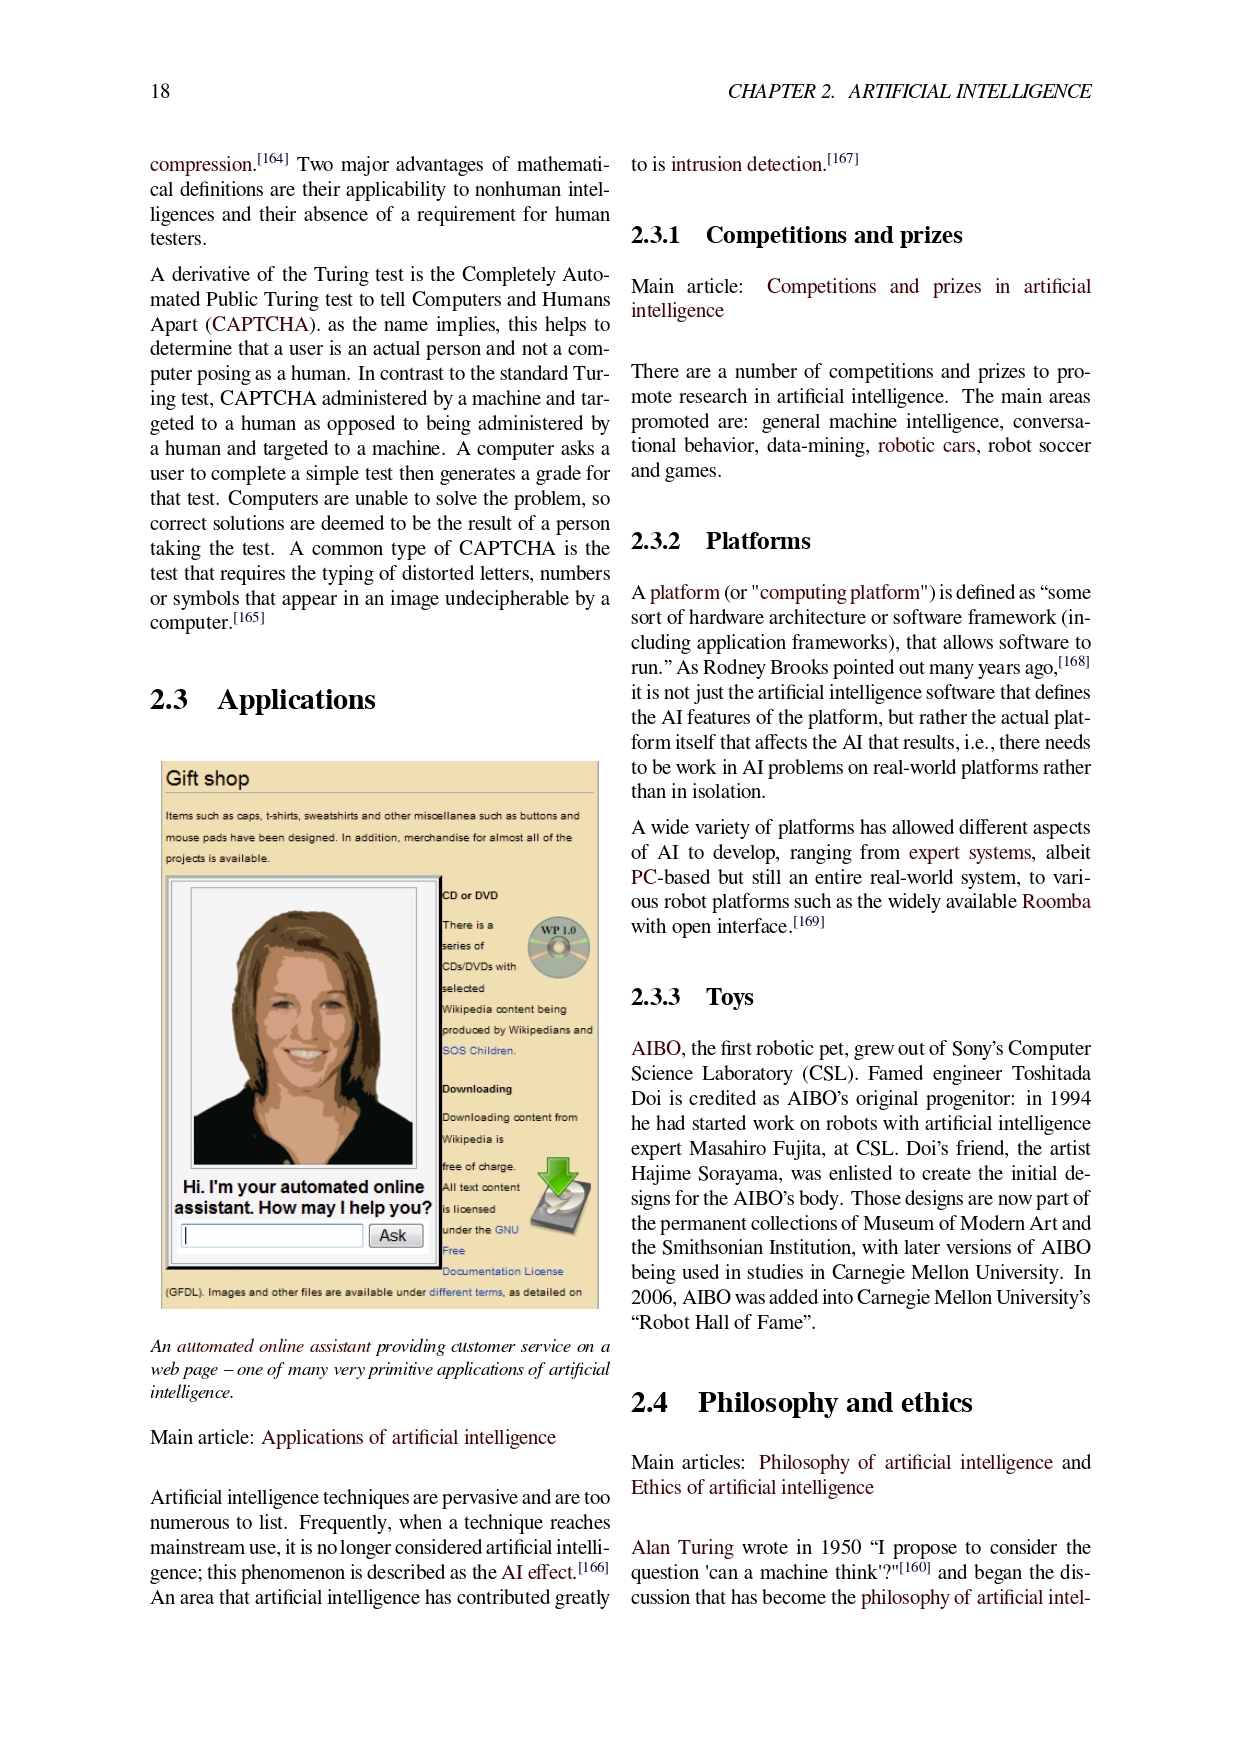 18
CHAPTER 2. ARTIFICIAL INTELLIGENCE
compression.[164] Two major advantages of mathemati-
cal definitions are their applicability to nonhuman intel-
ligences and their absence of a requirement for human
testers.
A derivative of the Turing test is the Completely Auto-
mated Public Turing test to tell Computers and Humans
Apart (CAPTCHA). as the name implies, this helps to
determine that a user is an actual person and not a com-
puter posing as a human. In contrast to the standard Tur-
ing test, CAPTCHA administered by a machine and tar-
geted to a human as opposed to being administered by
a human and targeted to a machine. A computer asks a
user to complete a simple test then generates a grade for
that test. Computers are unable to solve the problem, so
correct solutions are deemed to be the result of a person
taking the test. A common type of CAPTCHA is the
test that requires the typing of distorted letters, numbers
or symbols that appear in an image undecipherable by a
computer.[165]
2.3 Applications
Gift shop
Items such as caps, t-shirts, sweatshirts and other miscellanea such as buttons and
mouse pads have been designed. In addition, merchandise for almost all of the
projects is available.
Hi. I'm your automated online
assistant. How may I help you?
Ask
CD or DVD
There is a
series of
CDs/DVDs with
selected
Wikipedia content being
produced by Wikipedians and
SOS Children.
WP 1.0
Downloading
Downloading content from
Wikipedia is
free of charge.
All text content
is licensed
under the GNU
Free
Documentation License
(GFDL). Images and other files are available under different terms, as detailed on
An automated online assistant providing customer service on a
web page – one of many very primitive applications of artificial
intelligence.
Main article: Applications of artificial intelligence
Artificial intelligence techniques are pervasive and are too
numerous to list. Frequently, when a technique reaches
mainstream use, it is no longer considered artificial intelli-
gence; this phenomenon is described as the AI effect.[166]
An area that artificial intelligence has contributed greatly
to is intrusion detection.[167]
2.3.1 Competitions and prizes
Main article: Competitions and prizes in artificial
intelligence
There are a number of competitions and prizes to pro-
mote research in artificial intelligence. The main areas
promoted are: general machine intelligence, conversa-
tional behavior, data-mining, robotic cars, robot soccer
and games.
2.3.2 Platforms
A platform (or "computing platform") is defined as “some
sort of hardware architecture or software framework (in-
cluding application frameworks), that allows software to
run.” As Rodney Brooks pointed out many years ago,[168]
it is not just the artificial intelligence software that defines
the AI features of the platform, but rather the actual plat-
form itself that affects the AI that results, i.e., there needs
to be work in AI problems on real-world platforms rather
than in isolation.
A wide variety of platforms has allowed different aspects
of AI to develop, ranging from expert systems, albeit
PC-based but still an entire real-world system, to vari-
ous robot platforms such as the widely available Roomba
with open interface.[169]
2.3.3 Toys
AIBO, the first robotic pet, grew out of Sony’s Computer
Science Laboratory (CSL). Famed engineer Toshitada
Doi is credited as AIBO’s original progenitor: in 1994
he had started work on robots with artificial intelligence
expert Masahiro Fujita, at CSL. Doi’s friend, the artist
Hajime Sorayama, was enlisted to create the initial de-
signs for the AIBO’s body. Those designs are now part of
the permanent collections of Museum of Modern Art and
the Smithsonian Institution, with later versions of AIBO
being used in studies in Carnegie Mellon University. In
2006, AIBO was added into Carnegie Mellon University’s
“Robot Hall of Fame”.
2.4 Philosophy and ethics
Main articles: Philosophy of artificial intelligence and
Ethics of artificial intelligence
Alan Turing wrote in 1950 “I propose to consider the
question 'can a machine think'?"[160] and began the dis-
cussion that has become the philosophy of artificial intel-